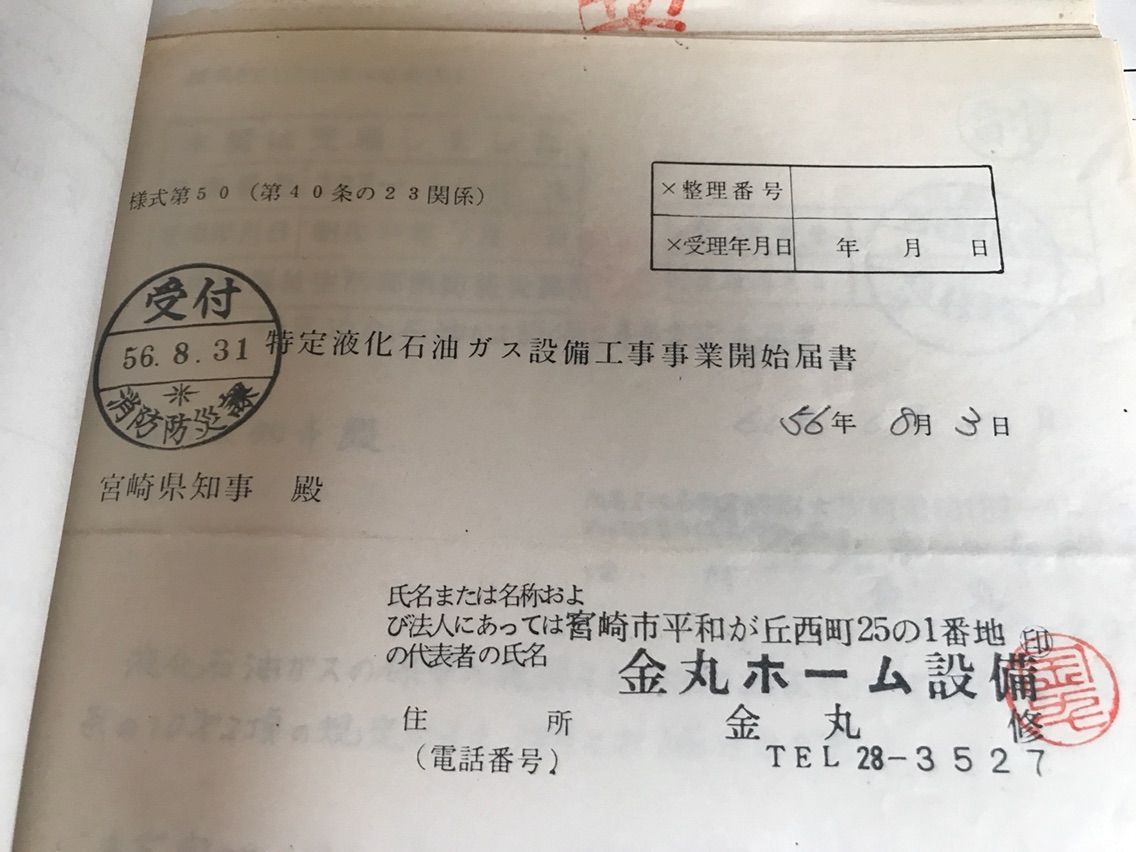 様式第50（第40条の23関係）
×整理番号
×受理年月日 年 月 日
受付
56.8.31
消防防災課
特定液化石油ガス設備工事事業開始届書
56年 8月 3日
宮崎県知事 殿
氏名または名称およ
び法人にあっては
の代表者の氏名
宮崎市平和が丘西町25の1番地 印
金丸ホーム設備
住 所
金 丸 修
（電話番号）
TEL 28-3527